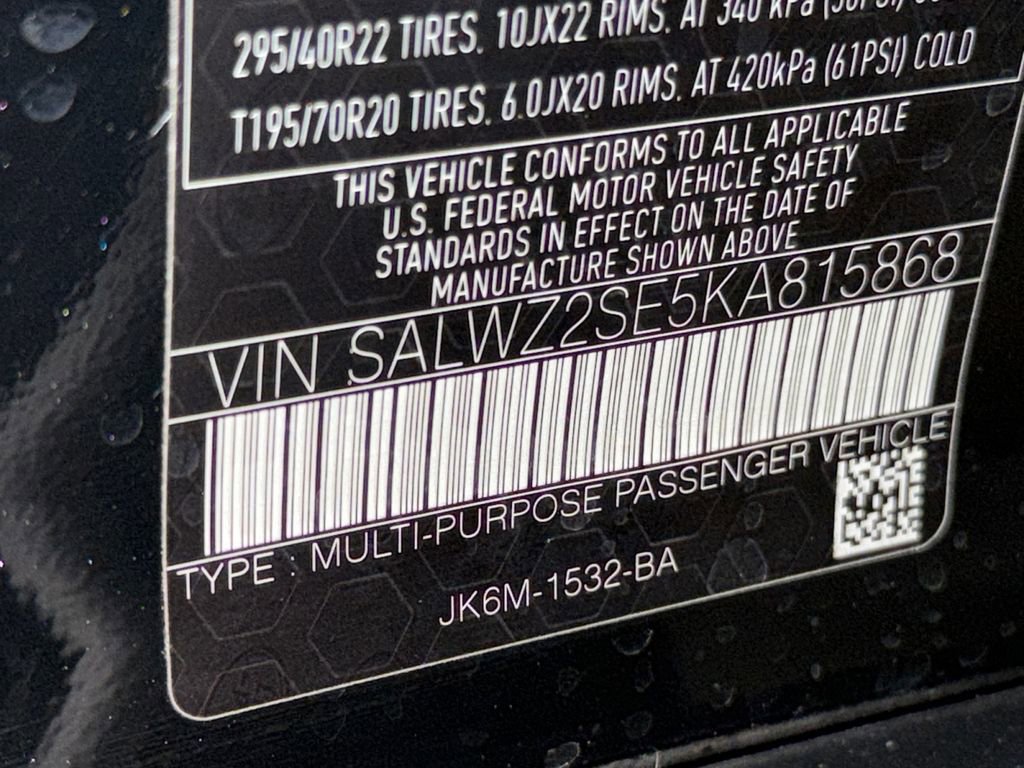 295/40R22 TIRES. 10JX22 RIMS. AT 340 kPa
T195/70R20 TIRES. 6.0JX20 RIMS. AT 420kPa (61PSI) COLD
THIS VEHICLE CONFORMS TO ALL APPLICABLE
U.S. FEDERAL MOTOR VEHICLE SAFETY
STANDARDS IN EFFECT ON THE DATE OF
MANUFACTURE SHOWN ABOVE
VIN SALWZ2SE5KA815868
TYPE : MULTI-PURPOSE PASSENGER VEHICLE
JK6M-1532-BA